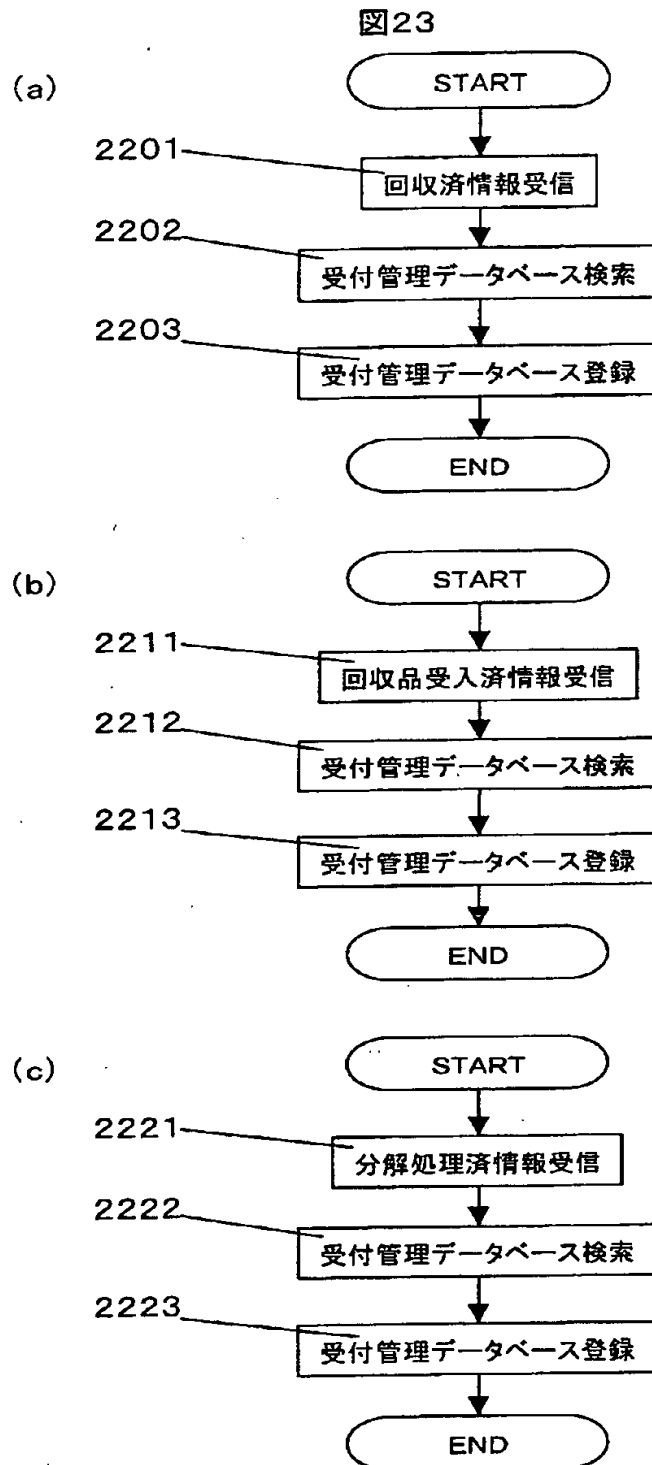 図23
(a)
START
2201
回収済情報受信
2202
受付管理データベース検索
2203
受付管理データベース登録
END
(b)
START
2211
回収品受入済情報受信
2212
受付管理データベース検索
2213
受付管理データベース登録
END
(c)
START
2221
分解処理済情報受信
2222
受付管理データベース検索
2223
受付管理データベース登録
END